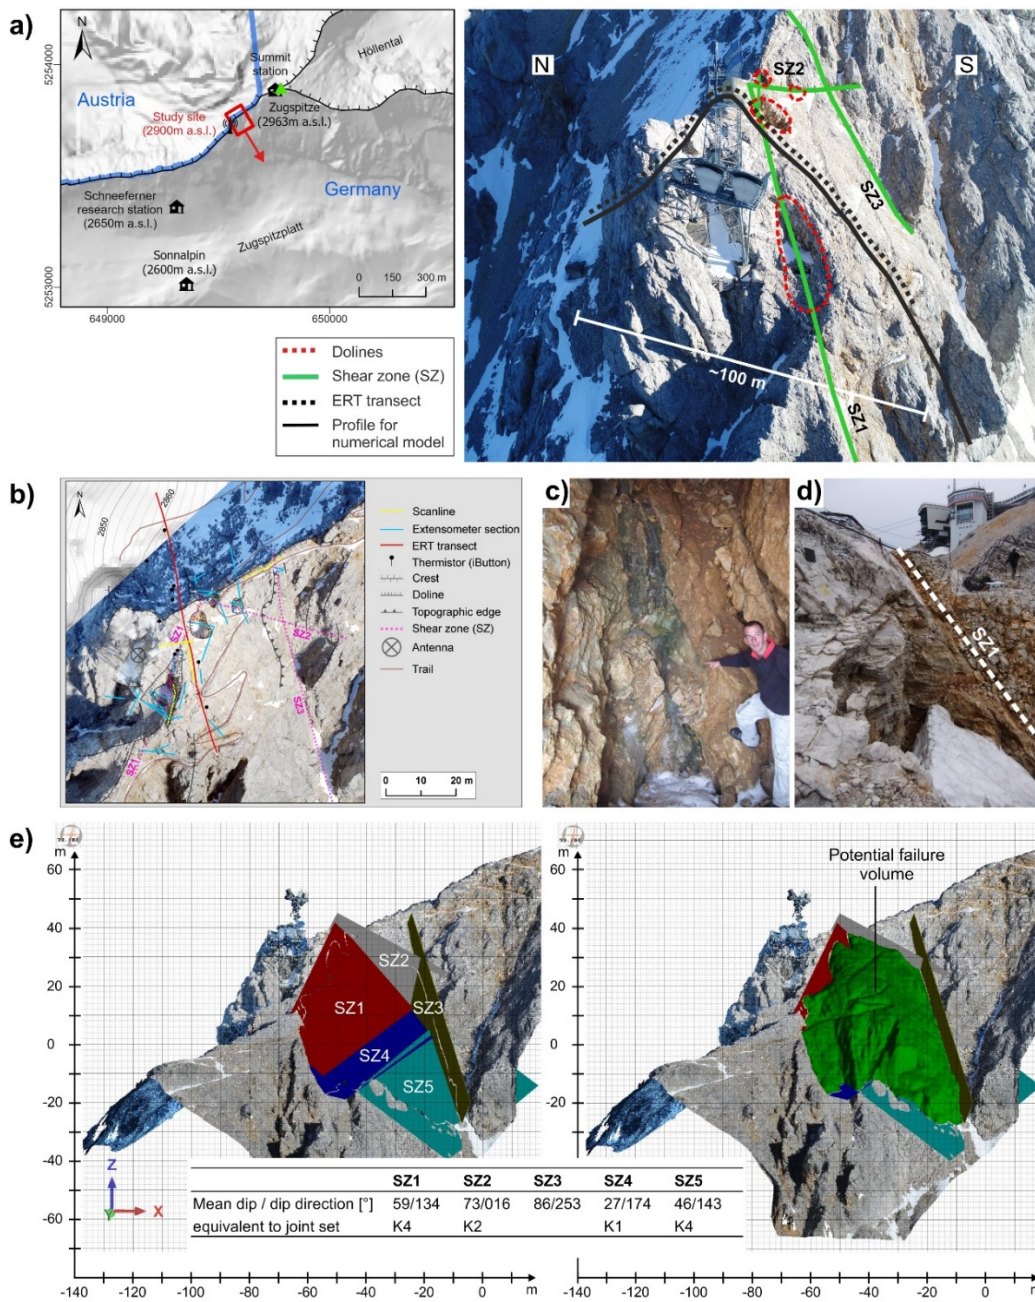 a)
N
5254000
5253000
Austria
Study site
(2900m a.s.l.)
Summit
station
Höllental
Zugspitze
(2963m a.s.l.)
Germany
Schneeferner
research station
(2650m a.s.l.)
Zugspitzplatt
Sonnalpin
(2600m a.s.l.)
0 150 300 m
649000 650000
Dolines
Shear zone (SZ)
ERT transect
Profile for
numerical model
N
S
SZ2
SZ3
SZ1
~100 m
b)
N
2850
2860
SZ1
SZ2
SZ3
SZ1
Scanline
Extensometer section
ERT transect
Thermistor (iButton)
Crest
Doline
Topographic edge
Shear zone (SZ)
Antenna
Trail
0 10 20 m
c)
d)
SZ1
e)
m
60
40
20
0
-20
-40
-60
SZ1
SZ2
SZ3
SZ4
SZ5
Z
Y
X
-140 -120 -100 -80 -60 -40 -20 0 m
m
60
40
20
0
-20
-40
-60
Potential failure
volume
-140 -120 -100 -80 -60 -40 -20 0 m
SZ1 SZ2 SZ3 SZ4 SZ5
Mean dip / dip direction [°] 59/134 73/016 86/253 27/174 46/143
equivalent to joint set K4 K2 K1 K4